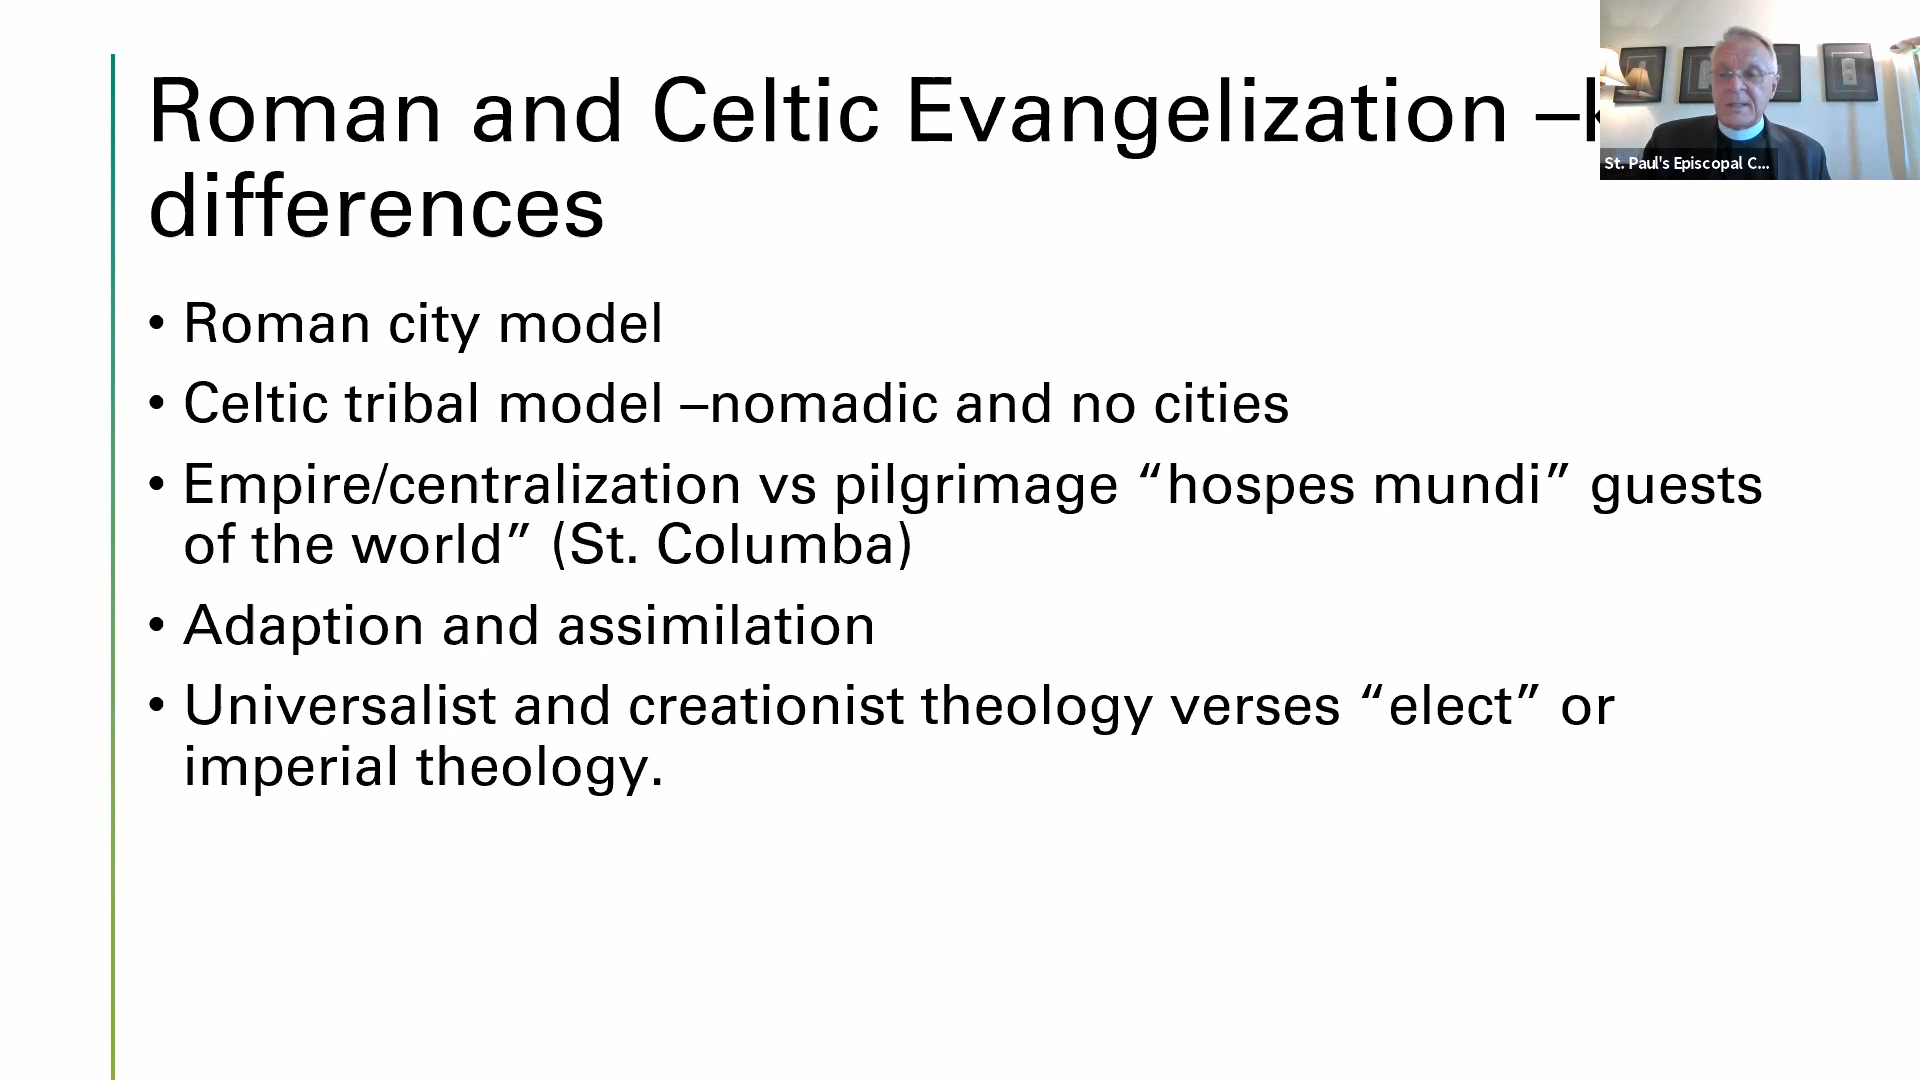 Roman and Celtic Evangelization –
differences
• Roman city model
• Celtic tribal model –nomadic and no cities
• Empire/centralization vs pilgrimage “hospes mundi” guests
of the world” (St. Columba)
• Adaption and assimilation
• Universalist and creationist theology verses “elect” or
imperial theology.
St. Paul's Episcopal C...